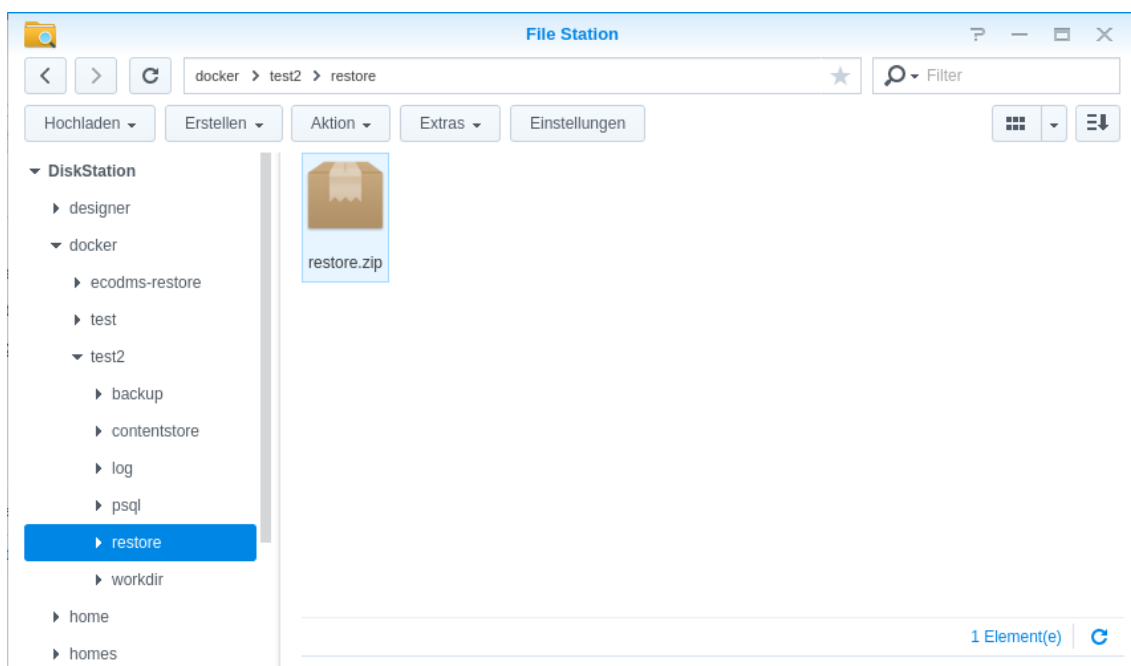 File Station
docker > test2 > restore
Filter
Hochladen
Erstellen
Aktion
Extras
Einstellungen
DiskStation
designer
docker
ecodms-restore
test
test2
backup
contentstore
log
psql
restore
workdir
home
homes
restore.zip
1 Element(e)